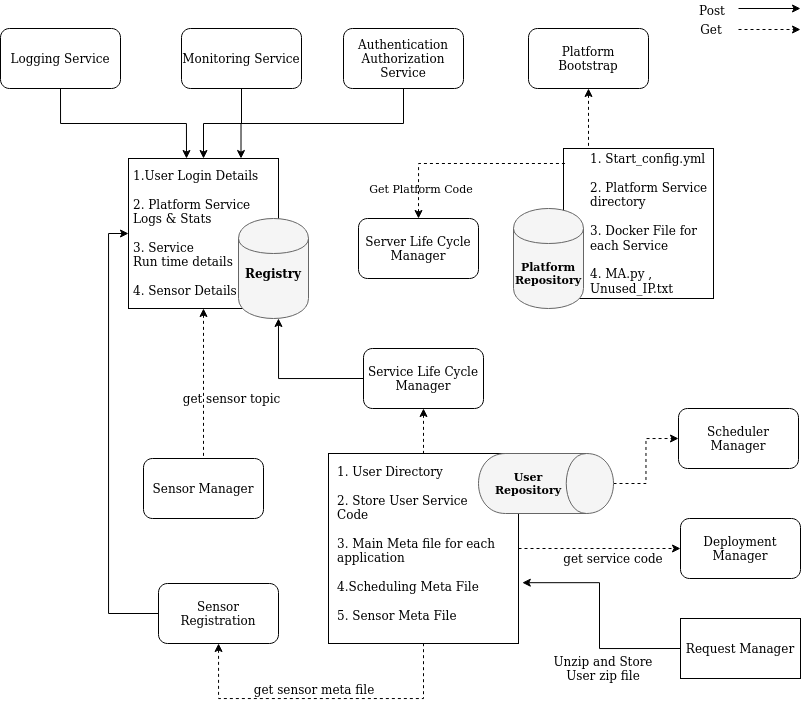 Post
Get
Logging Service
Monitoring Service
Authentication
Authorization
Service
Platform
Bootstrap
1.User Login Details
2. Platform Service
Logs & Stats
3. Service
Run time details
4. Sensor Details
Registry
Get Platform Code
Server Life Cycle
Manager
1. Start_config.yml
2. Platform Service
directory
3. Docker File for
each Service
4. MA.py ,
Unused_IP.txt
Platform
Repository
Service Life Cycle
Manager
get sensor topic
Sensor Manager
1. User Directory
2. Store User Service
Code
3. Main Meta file for each
application
4.Scheduling Meta File
5. Sensor Meta File
User
Repository
Scheduler
Manager
Deployment
Manager
get service code
Sensor
Registration
Request Manager
Unzip and Store
User zip file
get sensor meta file